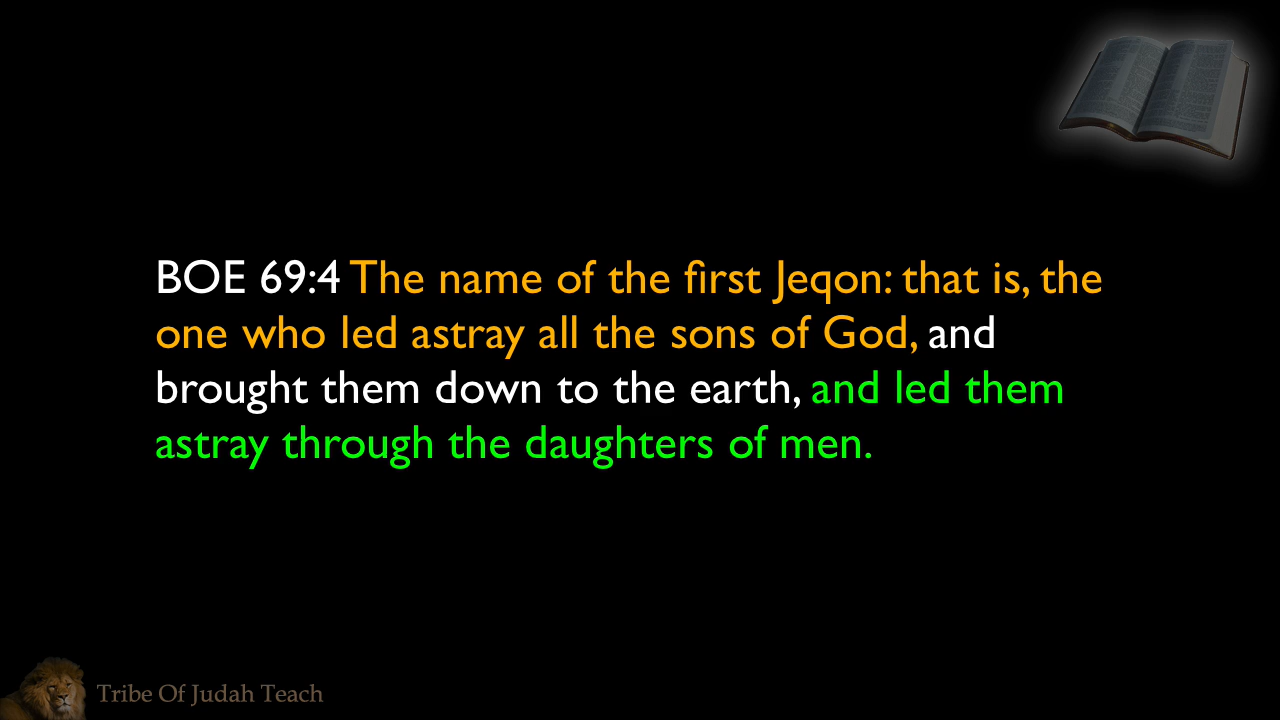 BOE 69:4 The name of the first Jeqon: that is, the
one who led astray all the sons of God, and
brought them down to the earth, and led them
astray through the daughters of men.
Tribe Of Judah Teach